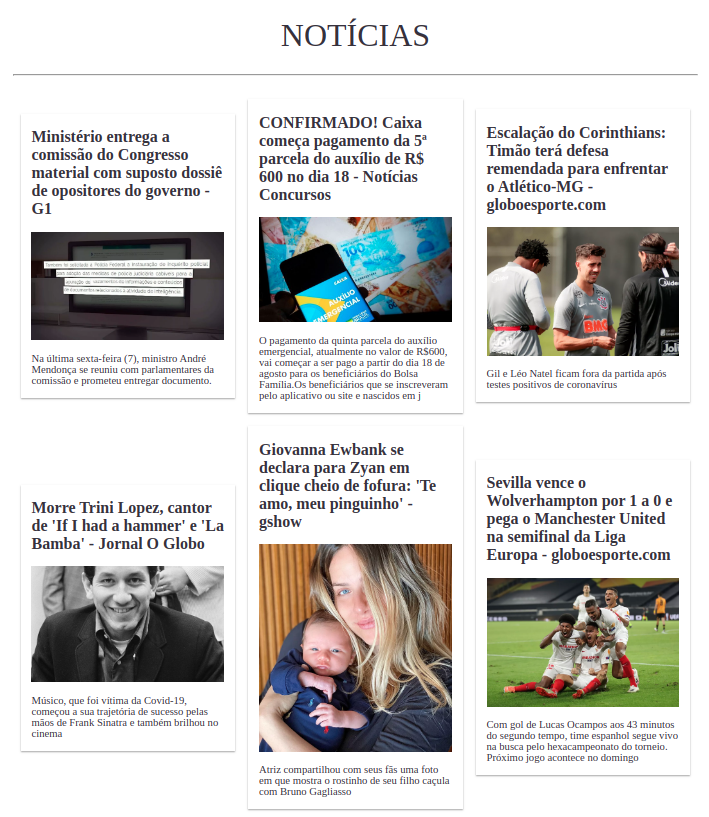 NOTÍCIAS
Ministério entrega a
comissão do Congresso
material com suposto dossiê
de opositores do governo -
G1
Na última sexta-feira (7), ministro André
Mendonça se reuniu com parlamentares da
comissão e prometeu entregar documento.
CONFIRMADO! Caixa
começa pagamento da 5ª
parcela do auxílio de R$
600 no dia 18 - Notícias
Concursos
CAIXA
AUXÍLIO
EMERGENCIAL
O pagamento da quinta parcela do auxílio
emergencial, atualmente no valor de R$600,
vai começar a ser pago a partir do dia 18 de
agosto para os beneficiários do Bolsa
Família.Os beneficiários que se inscreveram
pelo aplicativo ou site e nascidos em j
Escalação do Corinthians:
Timão terá defesa
remendada para enfrentar
o Atlético-MG -
globoesporte.com
BMG
Joli
Gil e Léo Natel ficam fora da partida após
testes positivos de coronavírus
Morre Trini Lopez, cantor
de 'If I had a hammer' e 'La
Bamba' - Jornal O Globo
Músico, que foi vítima da Covid-19,
começou a sua trajetória de sucesso pelas
mãos de Frank Sinatra e também brilhou no
cinema
Giovanna Ewbank se
declara para Zyan em
clique cheio de fofura: 'Te
amo, meu pinguinho' -
gshow
Atriz compartilhou com seus fãs uma foto
em que mostra o rostinho de seu filho caçula
com Bruno Gagliasso
Sevilla vence o
Wolverhampton por 1 a 0 e
pega o Manchester United
na semifinal da Liga
Europa - globoesporte.com
Com gol de Lucas Ocampos aos 43 minutos
do segundo tempo, time espanhol segue vivo
na busca pelo hexacampeonato do torneio.
Próximo jogo acontece no domingo